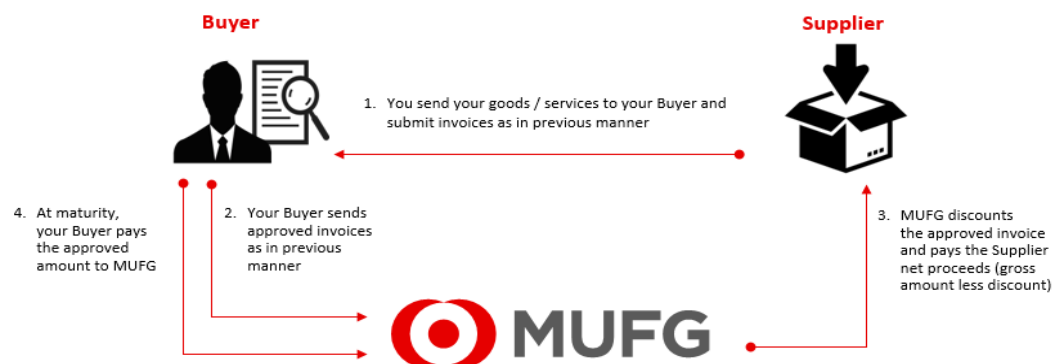 Buyer
Supplier
1. You send your goods / services to your Buyer and
submit invoices as in previous manner
4. At maturity,
your Buyer pays
the approved
amount to MUFG
2. Your Buyer sends
approved invoices
as in previous
manner
3. MUFG discounts
the approved invoice
and pays the Supplier
net proceeds (gross
amount less discount)
MUFG